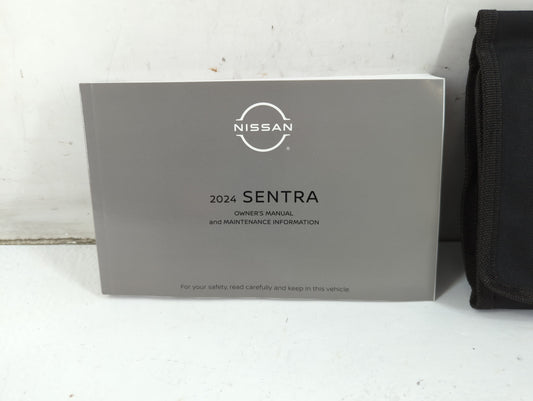 NISSAN
®
2024 SENTRA
OWNER'S MANUAL
and MAINTENANCE INFORMATION
For your safety, read carefully and keep in this vehicle.